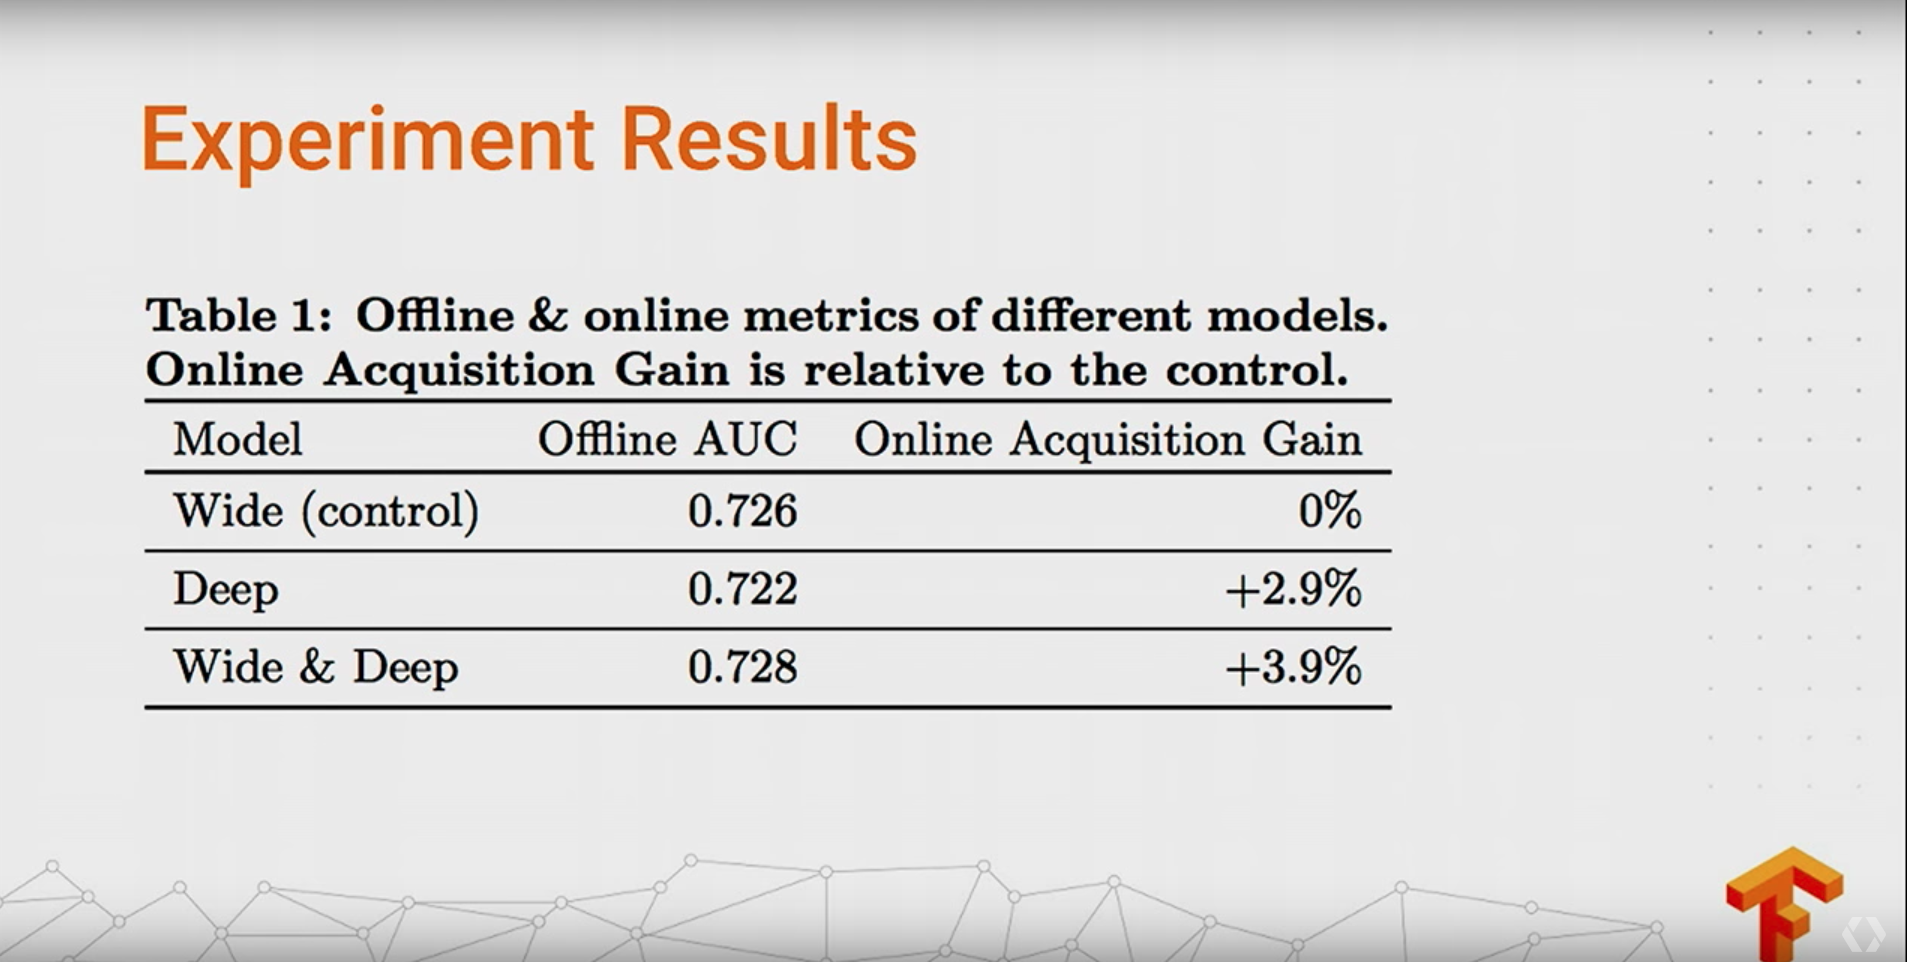 Experiment Results
Table 1: Offline & online metrics of different models.
Online Acquisition Gain is relative to the control.
Model Offline AUC Online Acquisition Gain
Wide (control) 0.726 0%
Deep 0.722 +2.9%
Wide & Deep 0.728 +3.9%